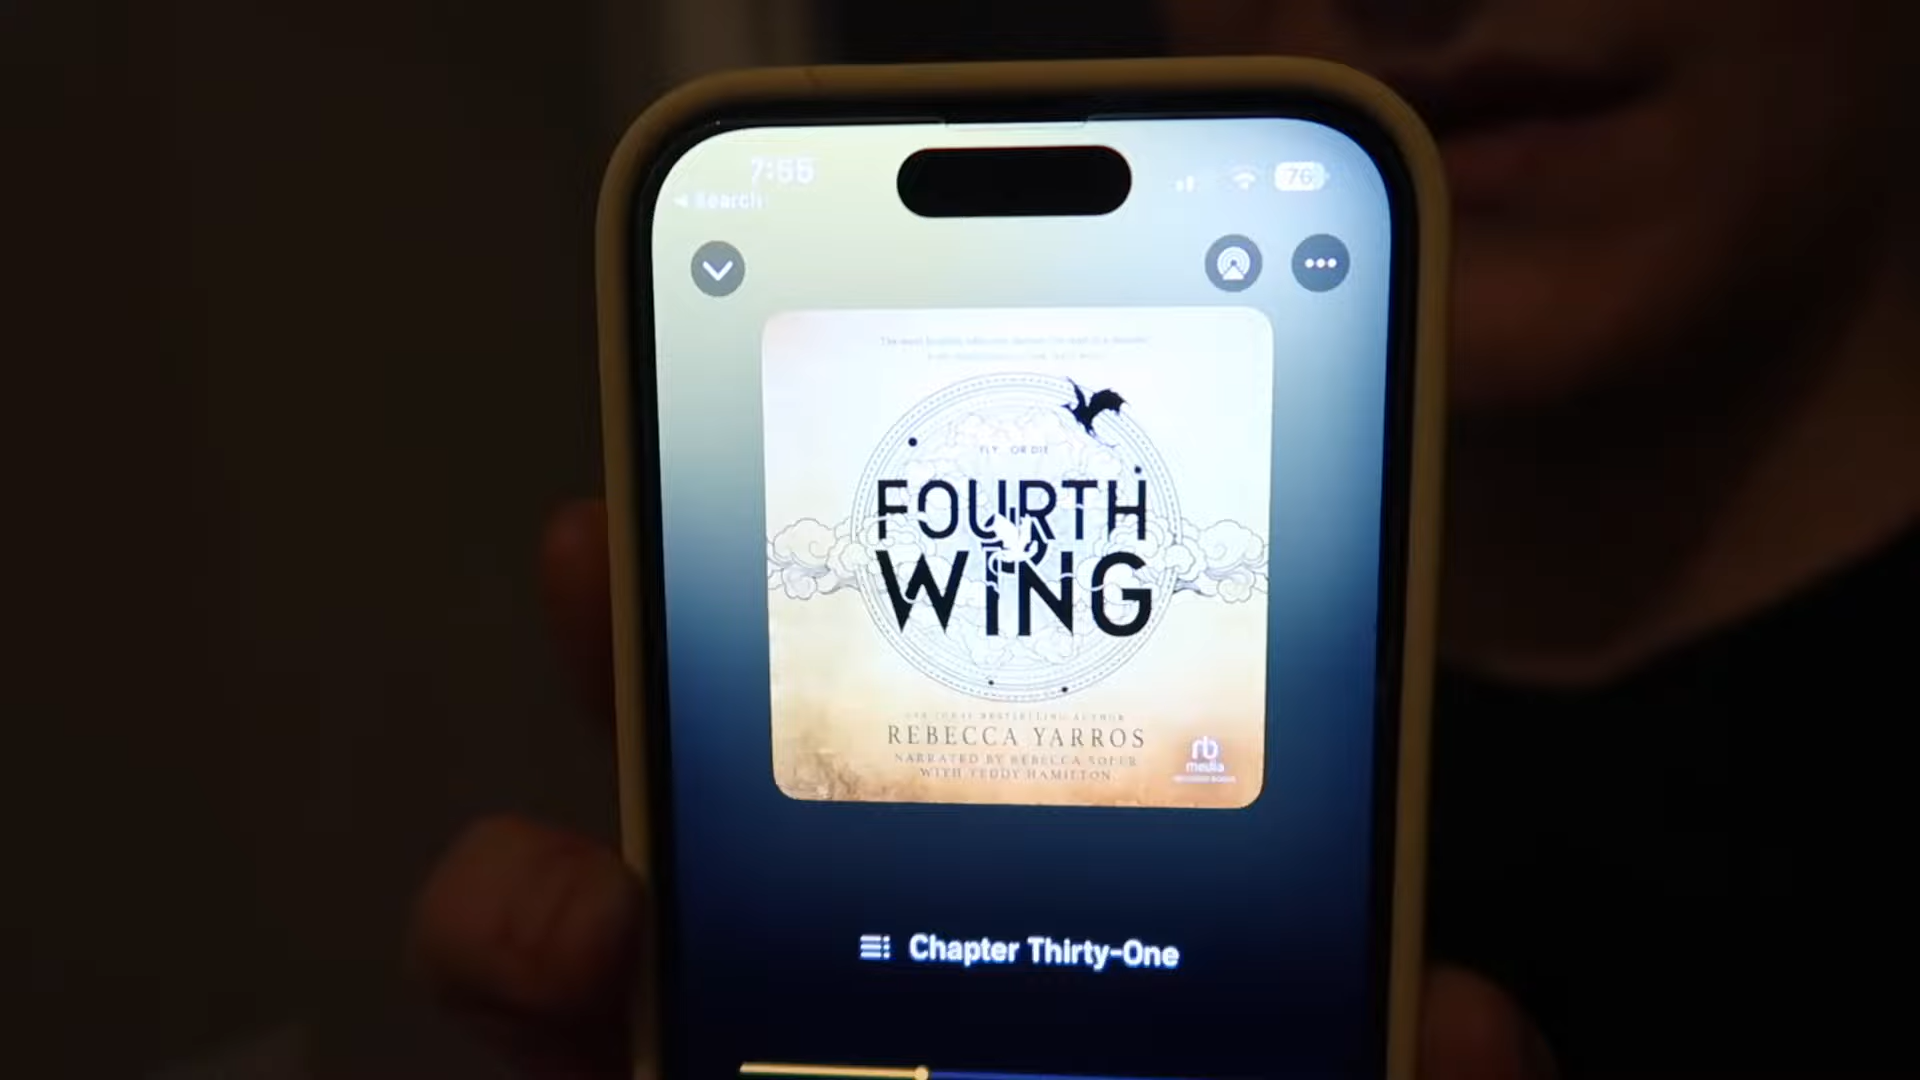 7:55
76
Search
FLY OR DIE
FOURTH
WING
REBECCA YARROS
NARRATED BY REBECCA SOLER
WITH TEDDY HAMILTON
rb
media
Chapter Thirty-One